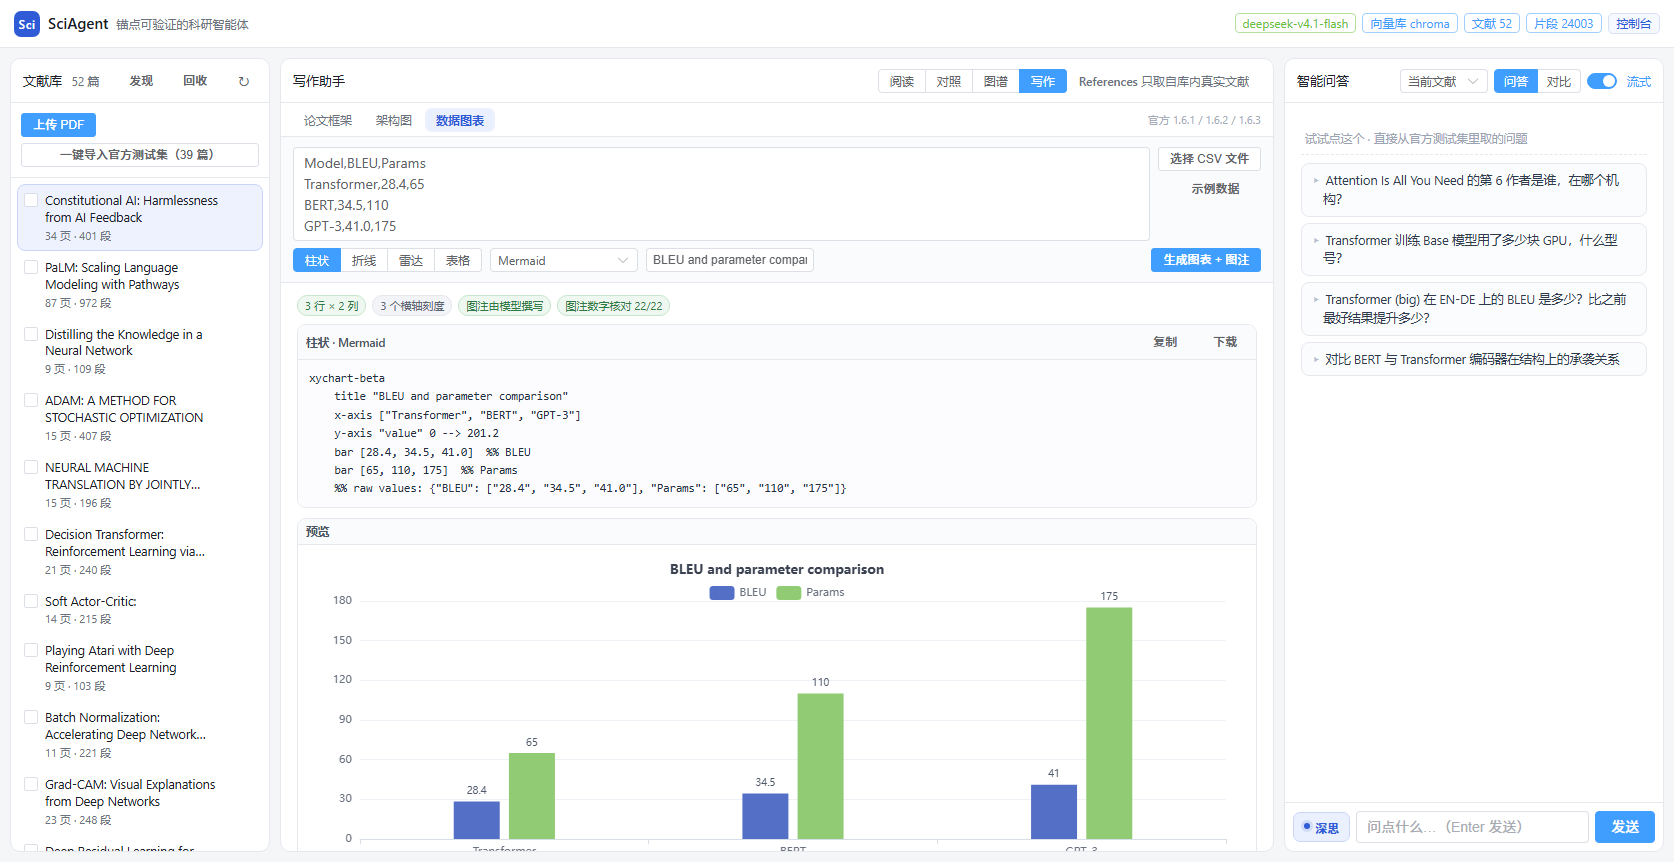 Sci SciAgent 锚点可验证的科研智能体
deepseek-v4.1-flash 向量库 chroma 文献 52 片段 24003 控制台
文献库 52 篇 发现 回收 ↻
上传 PDF
一键导入官方测试集（39 篇）
Constitutional AI: Harmlessness
from AI Feedback
34 页 · 401 段
PaLM: Scaling Language
Modeling with Pathways
87 页 · 972 段
Distilling the Knowledge in a
Neural Network
9 页 · 109 段
ADAM: A METHOD FOR
STOCHASTIC OPTIMIZATION
15 页 · 407 段
NEURAL MACHINE
TRANSLATION BY JOINTLY...
15 页 · 196 段
Decision Transformer:
Reinforcement Learning via...
21 页 · 240 段
Soft Actor-Critic:
14 页 · 215 段
Playing Atari with Deep
Reinforcement Learning
9 页 · 103 段
Batch Normalization:
Accelerating Deep Network...
11 页 · 221 段
Grad-CAM: Visual Explanations
from Deep Networks
23 页 · 248 段
Deep Residual Learning for
写作助手
阅读 对照 图谱 写作 References 只取自库内真实文献
论文框架 架构图 数据图表
官方 1.6.1 / 1.6.2 / 1.6.3
Model,BLEU,Params
Transformer,28.4,65
BERT,34.5,110
GPT-3,41.0,175
选择 CSV 文件
示例数据
柱状 折线 雷达 表格 Mermaid BLEU and parameter compar
生成图表 + 图注
3 行 × 2 列 3 个横轴刻度 图注由模型撰写 图注数字核对 22/22
柱状 · Mermaid 复制 下载
xychart-beta
title "BLEU and parameter comparison"
x-axis ["Transformer", "BERT", "GPT-3"]
y-axis "value" 0 --> 201.2
bar [28.4, 34.5, 41.0] %% BLEU
bar [65, 110, 175] %% Params
%% raw values: {"BLEU": ["28.4", "34.5", "41.0"], "Params": ["65", "110", "175"]}
预览
BLEU and parameter comparison
BLEU Params
180
150
120
90
60
30
0
28.4
65
34.5
110
41
175
Transformer BERT GPT-3
智能问答 当前文献 问答 对比 流式
试试点这个 · 直接从官方测试集里取的问题
Attention Is All You Need 的第 6 作者是谁，在哪个机
构？
Transformer 训练 Base 模型用了多少块 GPU，什么型
号？
Transformer (big) 在 EN-DE 上的 BLEU 是多少？比之前
最好结果提升多少？
对比 BERT 与 Transformer 编码器在结构上的承袭关系
深思 问点什么…（Enter 发送） 发送